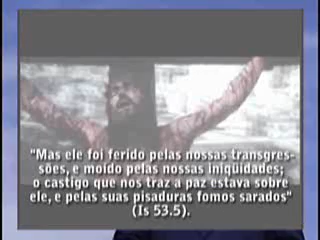 "Mas ele foi ferido pelas nossas transgres-
sões, e moído pelas nossas iniqüidades;
o castigo que nos traz a paz estava sobre
ele, e pelas suas pisaduras fomos sarados"
(Is 53.5).